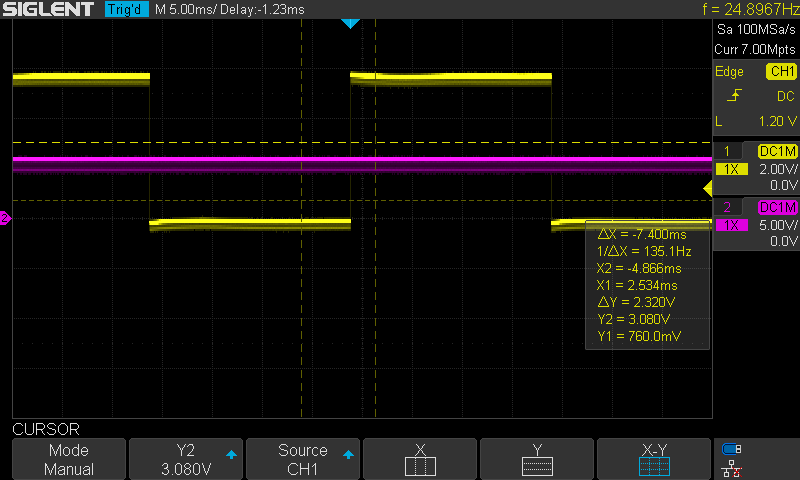 SIGLENT Trig'd M 5.00ms/ Delay:-1.23ms f = 24.8967Hz
Sa 100MSa/s
Curr 7.00Mpts
Edge CH1
DC
L 1.20 V
1 DC1M
1X 2.00V/
0.0V
2 DC1M
1X 5.00V/
0.0V
2
ΔX = -7.400ms
1/ΔX = 135.1Hz
X2 = -4.866ms
X1 = 2.534ms
ΔY = 2.320V
Y2 = 3.080V
Y1 = 760.0mV
CURSOR
Mode Y2 Source X Y X-Y
Manual 3.080V CH1